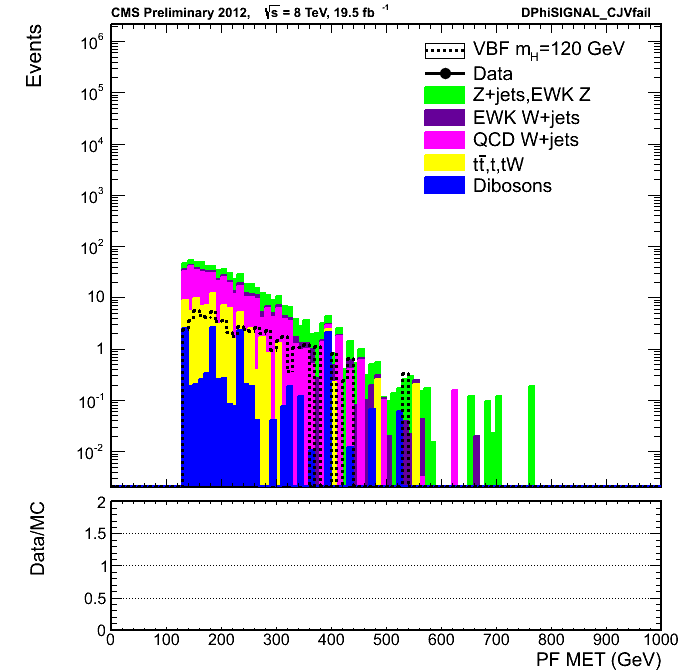 CMS Preliminary 2012, √s = 8 TeV, 19.5 fb⁻¹ DPhiSIGNAL_CJVfail
Events
10⁶
10⁵
10⁴
10³
10²
10
1
10⁻¹
10⁻²
VBF m_H=120 GeV
Data
Z+jets,EWK Z
EWK W+jets
QCD W+jets
tt̄,t,tW
Dibosons
Data/MC
2
1.5
1
0.5
0
0 100 200 300 400 500 600 700 800 900 1000
PF MET (GeV)